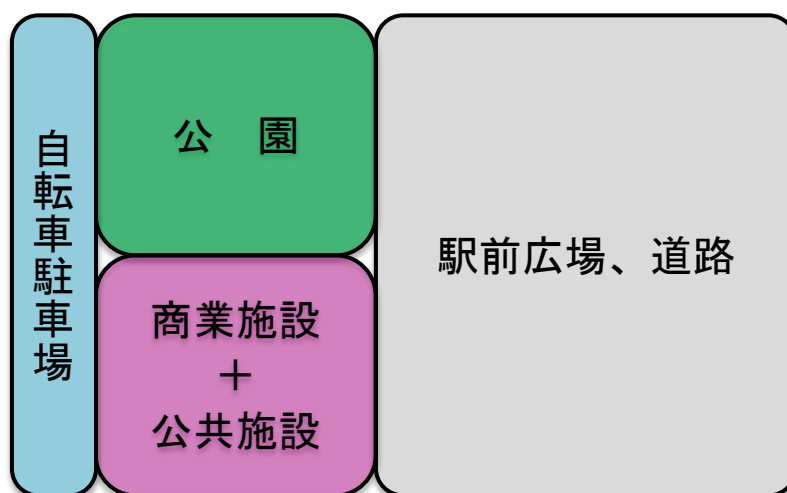 自転車駐車場
公　園
商業施設
＋
公共施設
駅前広場、道路